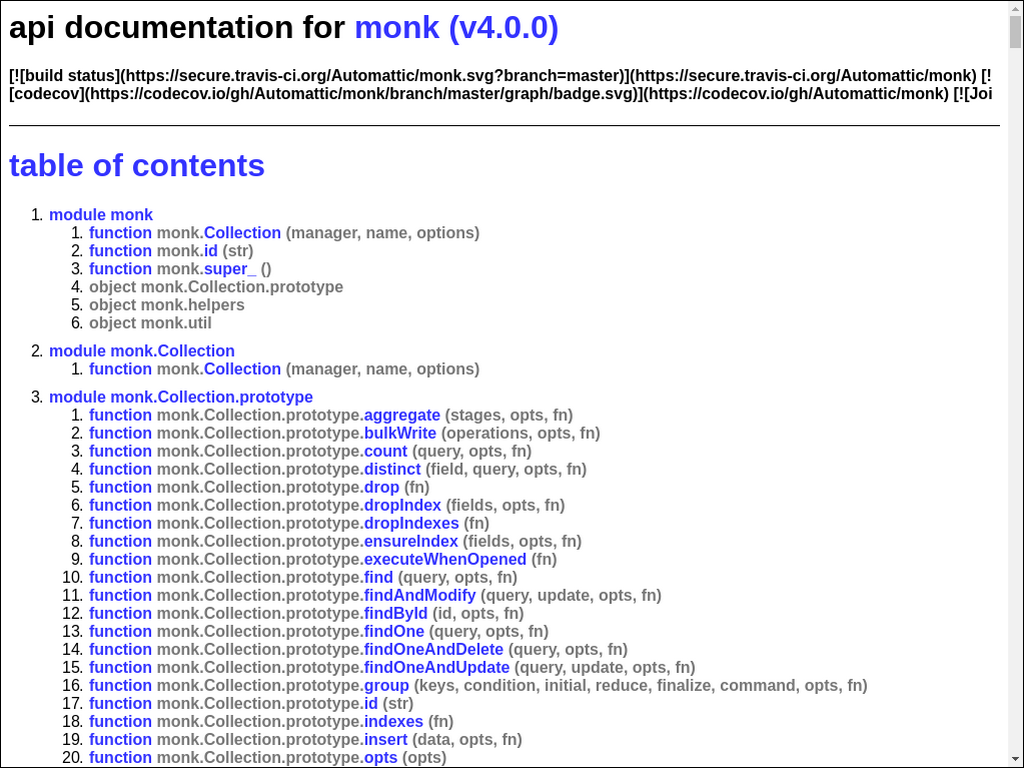 api documentation for monk (v4.0.0)
[![build status](https://secure.travis-ci.org/Automattic/monk.svg?branch=master)](https://secure.travis-ci.org/Automattic/monk) [!
[codecov](https://codecov.io/gh/Automattic/monk/branch/master/graph/badge.svg)](https://codecov.io/gh/Automattic/monk) [![Joi
table of contents
1. module monk
1. function monk.Collection (manager, name, options)
2. function monk.id (str)
3. function monk.super_ ()
4. object monk.Collection.prototype
5. object monk.helpers
6. object monk.util
2. module monk.Collection
1. function monk.Collection (manager, name, options)
3. module monk.Collection.prototype
1. function monk.Collection.prototype.aggregate (stages, opts, fn)
2. function monk.Collection.prototype.bulkWrite (operations, opts, fn)
3. function monk.Collection.prototype.count (query, opts, fn)
4. function monk.Collection.prototype.distinct (field, query, opts, fn)
5. function monk.Collection.prototype.drop (fn)
6. function monk.Collection.prototype.dropIndex (fields, opts, fn)
7. function monk.Collection.prototype.dropIndexes (fn)
8. function monk.Collection.prototype.ensureIndex (fields, opts, fn)
9. function monk.Collection.prototype.executeWhenOpened (fn)
10. function monk.Collection.prototype.find (query, opts, fn)
11. function monk.Collection.prototype.findAndModify (query, update, opts, fn)
12. function monk.Collection.prototype.findById (id, opts, fn)
13. function monk.Collection.prototype.findOne (query, opts, fn)
14. function monk.Collection.prototype.findOneAndDelete (query, opts, fn)
15. function monk.Collection.prototype.findOneAndUpdate (query, update, opts, fn)
16. function monk.Collection.prototype.group (keys, condition, initial, reduce, finalize, command, opts, fn)
17. function monk.Collection.prototype.id (str)
18. function monk.Collection.prototype.indexes (fn)
19. function monk.Collection.prototype.insert (data, opts, fn)
20. function monk.Collection.prototype.opts (opts)